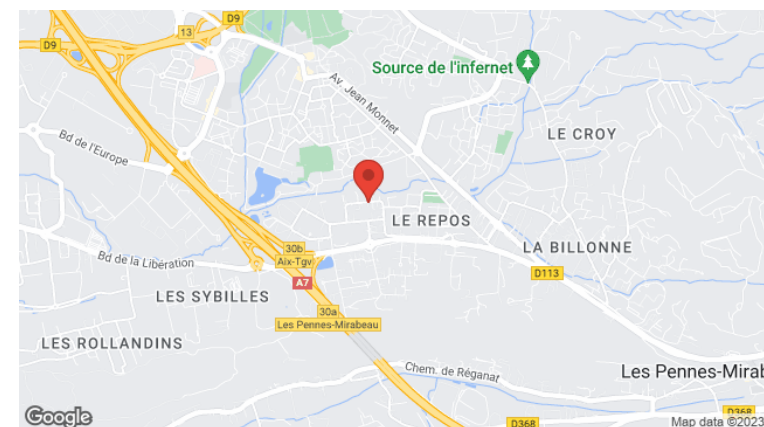 D9
13
D9
D9
Source de l'infernet
Av. Jean Monnet
LE CROY
Bd de l'Europe
LE REPOS
LA BILLONNE
30b
Aix-Tgv
Bd de la Libération
D113
A7
LES SYBILLES
30a
Les Pennes-Mirabeau
LES ROLLANDINS
Chem. de Réganat
Les Pennes-Mirab
Google
D368
D368
Map data ©2023